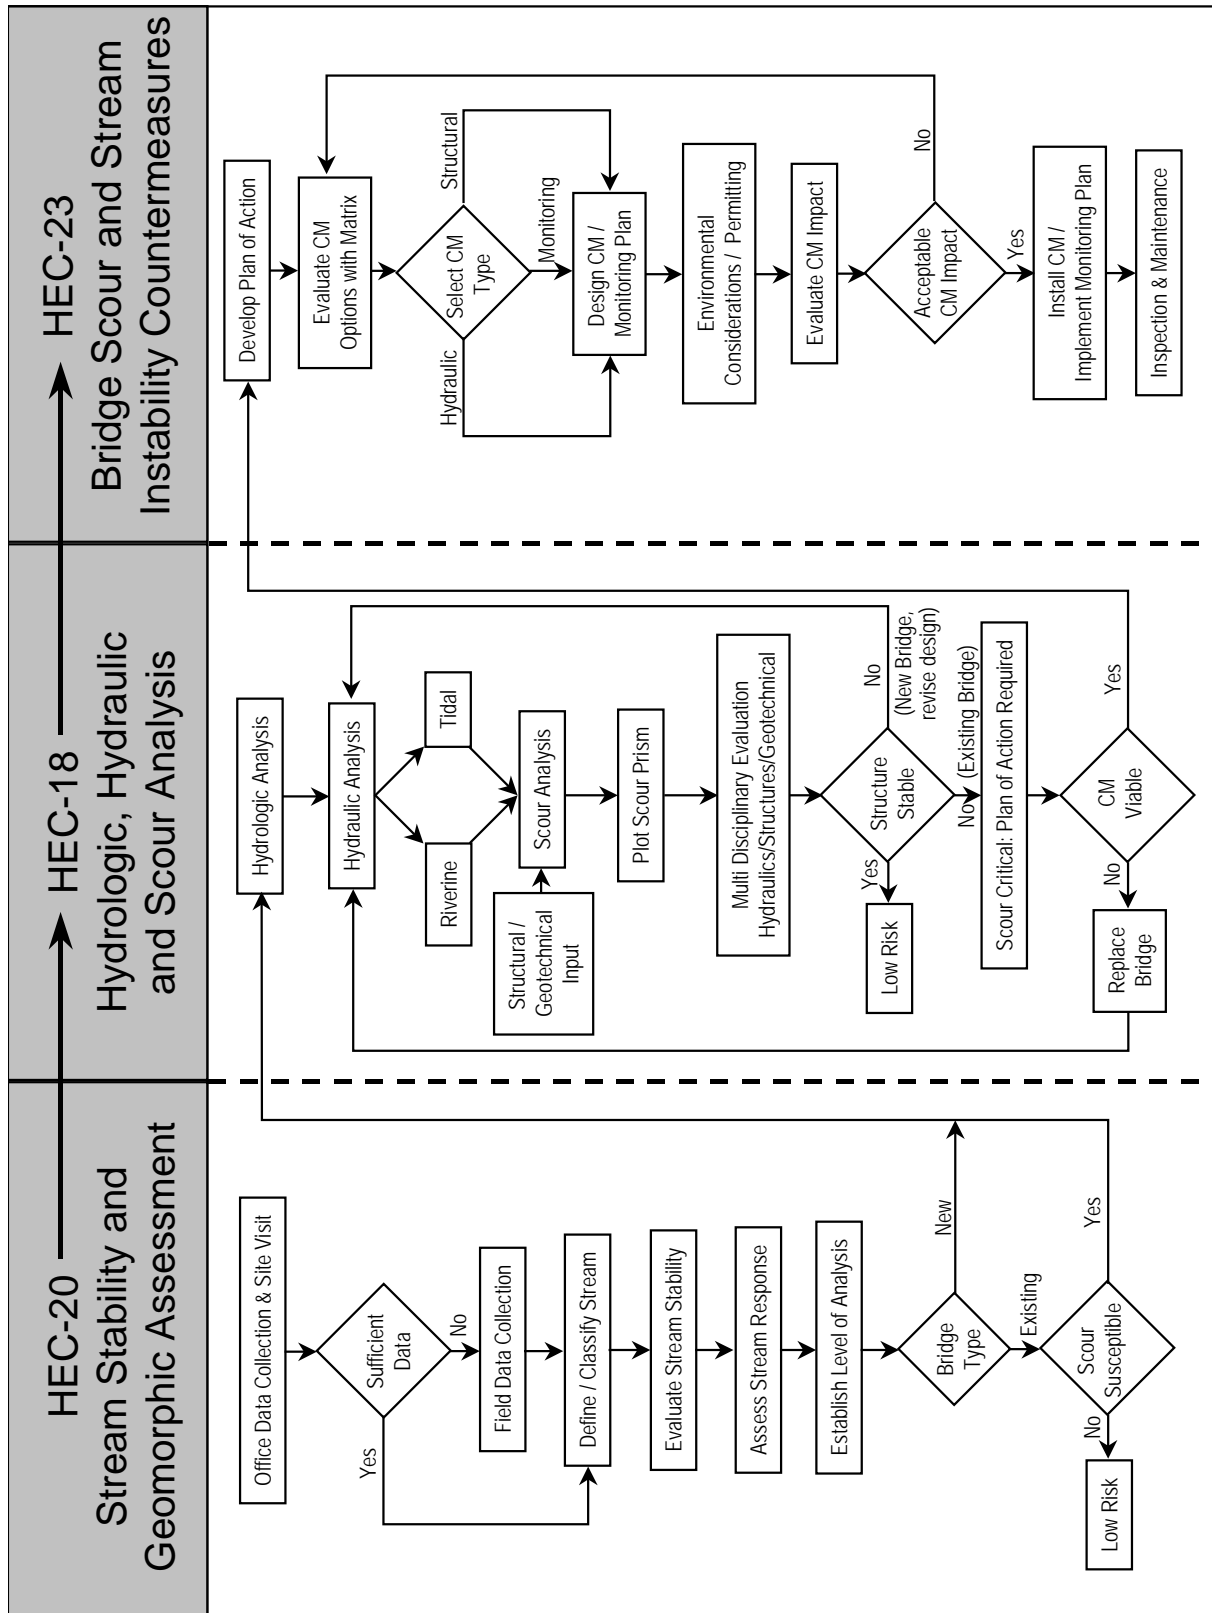 HEC-20
HEC-18
HEC-23
Stream Stability and
Geomorphic Assessment
Hydrologic, Hydraulic
and Scour Analysis
Bridge Scour and Stream
Instability Countermeasures
Office Data Collection & Site Visit
Sufficient
Data
Yes
No
Field Data Collection
Define / Classify Stream
Evaluate Stream Stability
Assess Stream Response
Establish Level of Analysis
Bridge
Type
New
Existing
Scour
Susceptible
No
Yes
Low Risk
Hydrologic Analysis
Hydraulic Analysis
Riverine
Tidal
Structural /
Geotechnical
Input
Scour Analysis
Plot Scour Prism
Multi Disciplinary Evaluation
Hydraulics/Structures/Geotechnical
Structure
Stable
Yes
No
(New Bridge,
revise design)
Low Risk
No (Existing Bridge)
Scour Critical: Plan of Action Required
CM
Viable
No
Yes
Replace
Bridge
Develop Plan of Action
Evaluate CM
Options with Matrix
Select CM
Type
Hydraulic
Monitoring
Structural
Design CM /
Monitoring Plan
Environmental
Considerations / Permitting
Evaluate CM Impact
Acceptable
CM Impact
No
Yes
Install CM /
Implement Monitoring Plan
Inspection & Maintenance